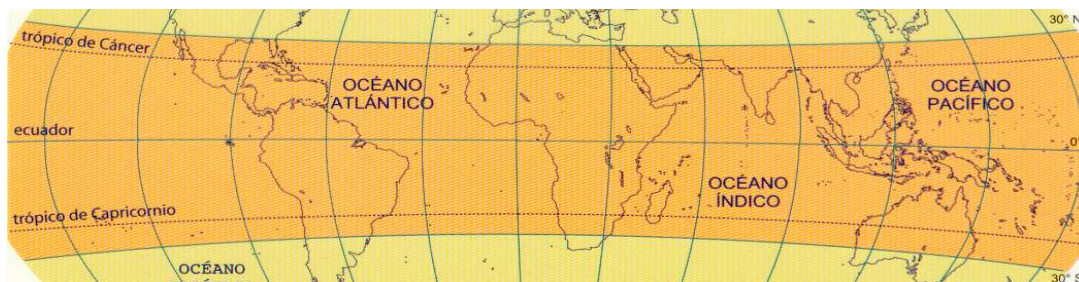 30° N
trópico de Cáncer
OCÉANO
ATLÁNTICO
OCÉANO
PACÍFICO
ecuador
0°
OCÉANO
ÍNDICO
trópico de Capricornio
OCÉANO
30° S